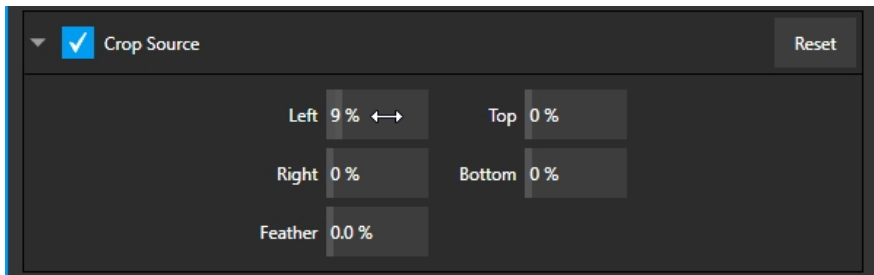 Crop Source Reset
Left 9 % Top 0 %
Right 0 % Bottom 0 %
Feather 0.0 %